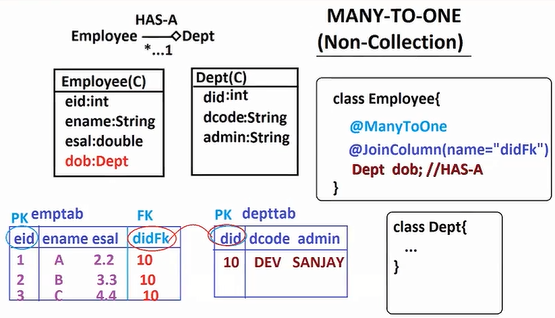 HAS-A
Employee Dept
*...1
MANY-TO-ONE
(Non-Collection)
Employee(C)
eid:int
ename:String
esal:double
dob:Dept
Dept(C)
did:int
dcode:String
admin:String
class Employee{
@ManyToOne
@JoinColumn(name="didFk")
Dept dob; //HAS-A
}
PK emptab FK
eid ename esal didFk
1 A 2.2 10
2 B 3.3 10
3 C 4.4 10
PK depttab
did dcode admin
10 DEV SANJAY
class Dept{
...
}